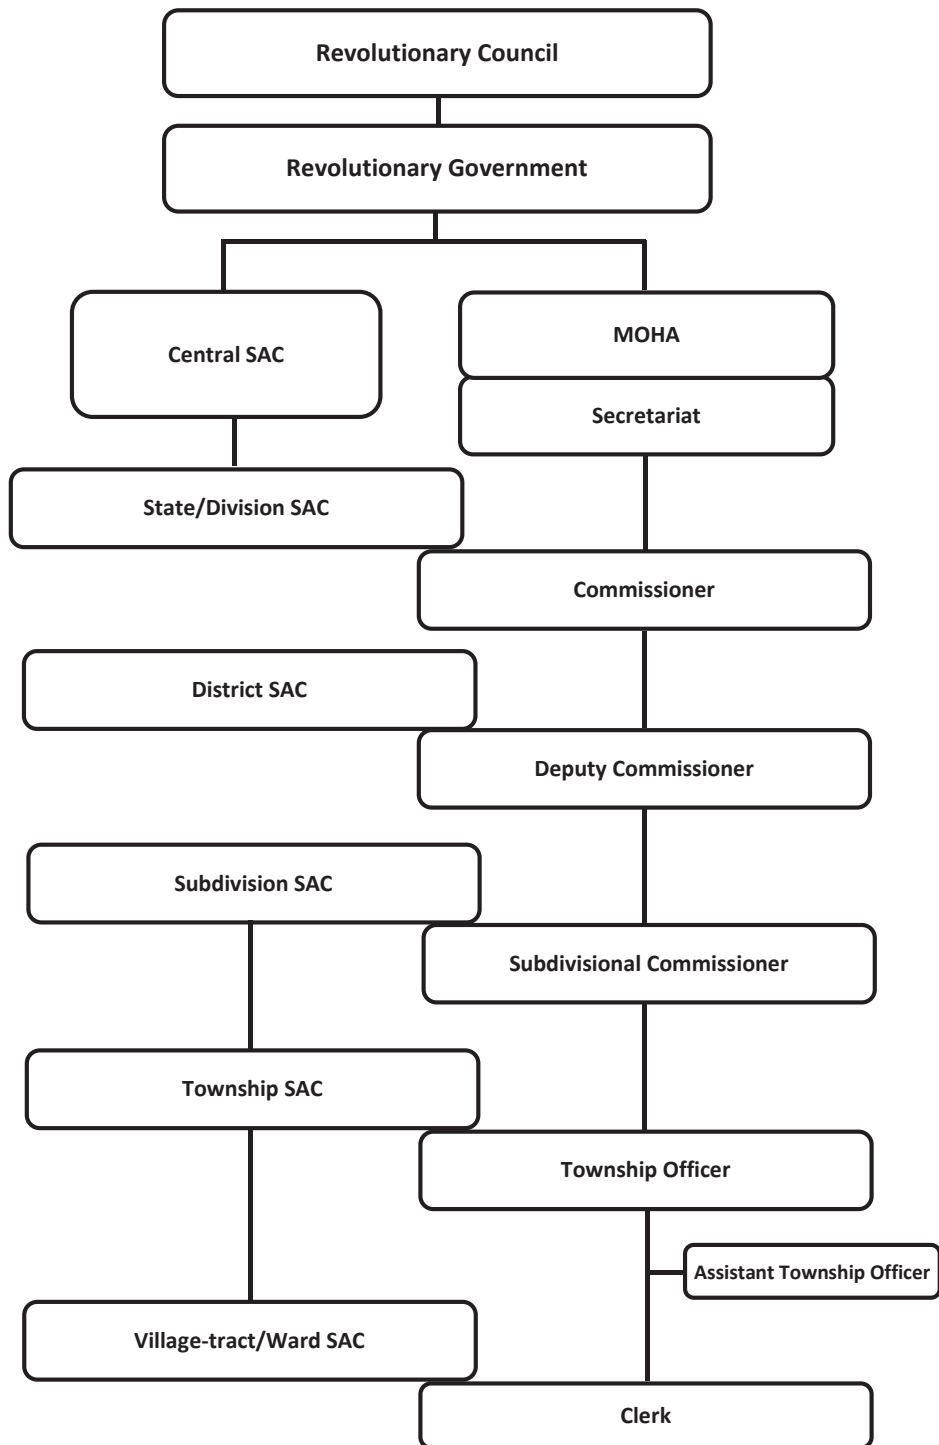 Revolutionary Council
Revolutionary Government
Central SAC
MOHA
Secretariat
State/Division SAC
Commissioner
District SAC
Deputy Commissioner
Subdivision SAC
Subdivisional Commissioner
Township SAC
Township Officer
Assistant Township Officer
Village-tract/Ward SAC
Clerk